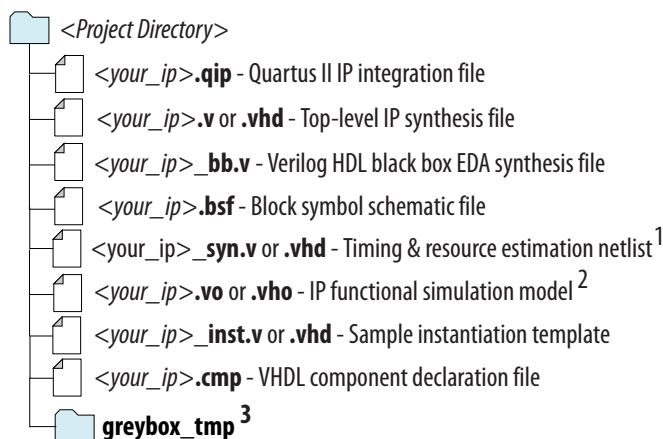 <Project Directory>
<your_ip>.qip - Quartus II IP integration file
<your_ip>.v or .vhd - Top-level IP synthesis file
<your_ip>_bb.v - Verilog HDL black box EDA synthesis file
<your_ip>.bsf - Block symbol schematic file
<your_ip>_syn.v or .vhd - Timing & resource estimation netlist 1
<your_ip>.vo or .vho - IP functional simulation model 2
<your_ip>_inst.v or .vhd - Sample instantiation template
<your_ip>.cmp - VHDL component declaration file
greybox_tmp 3